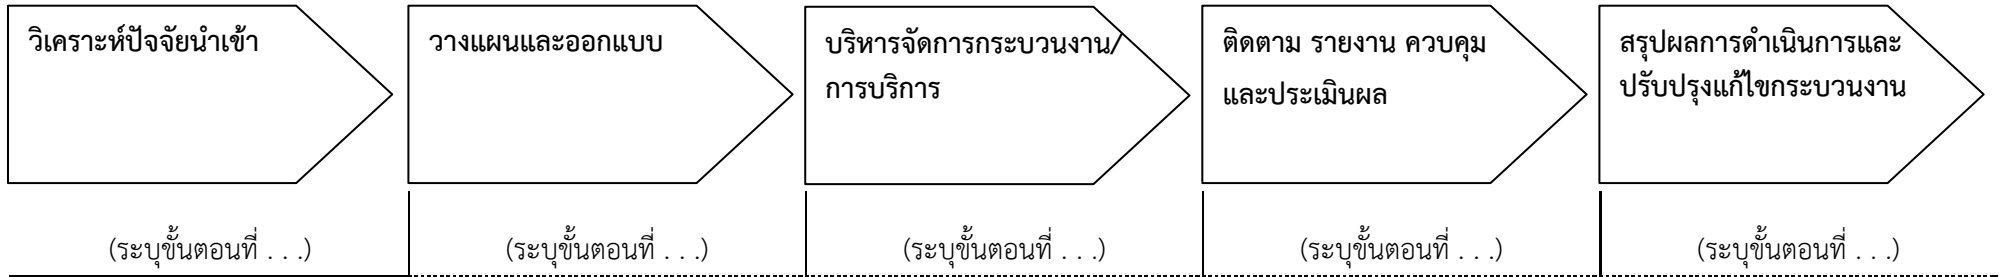 วิเคราะห์ปัจจัยนำเข้า
วางแผนและออกแบบ
บริหารจัดการกระบวนงาน/
การบริการ
ติดตาม รายงาน ควบคุม
และประเมินผล
สรุปผลการดำเนินการและ
ปรับปรุงแก้ไขกระบวนงาน
(ระบุขั้นตอนที่ . . .)
(ระบุขั้นตอนที่ . . .)
(ระบุขั้นตอนที่ . . .)
(ระบุขั้นตอนที่ . . .)
(ระบุขั้นตอนที่ . . .)